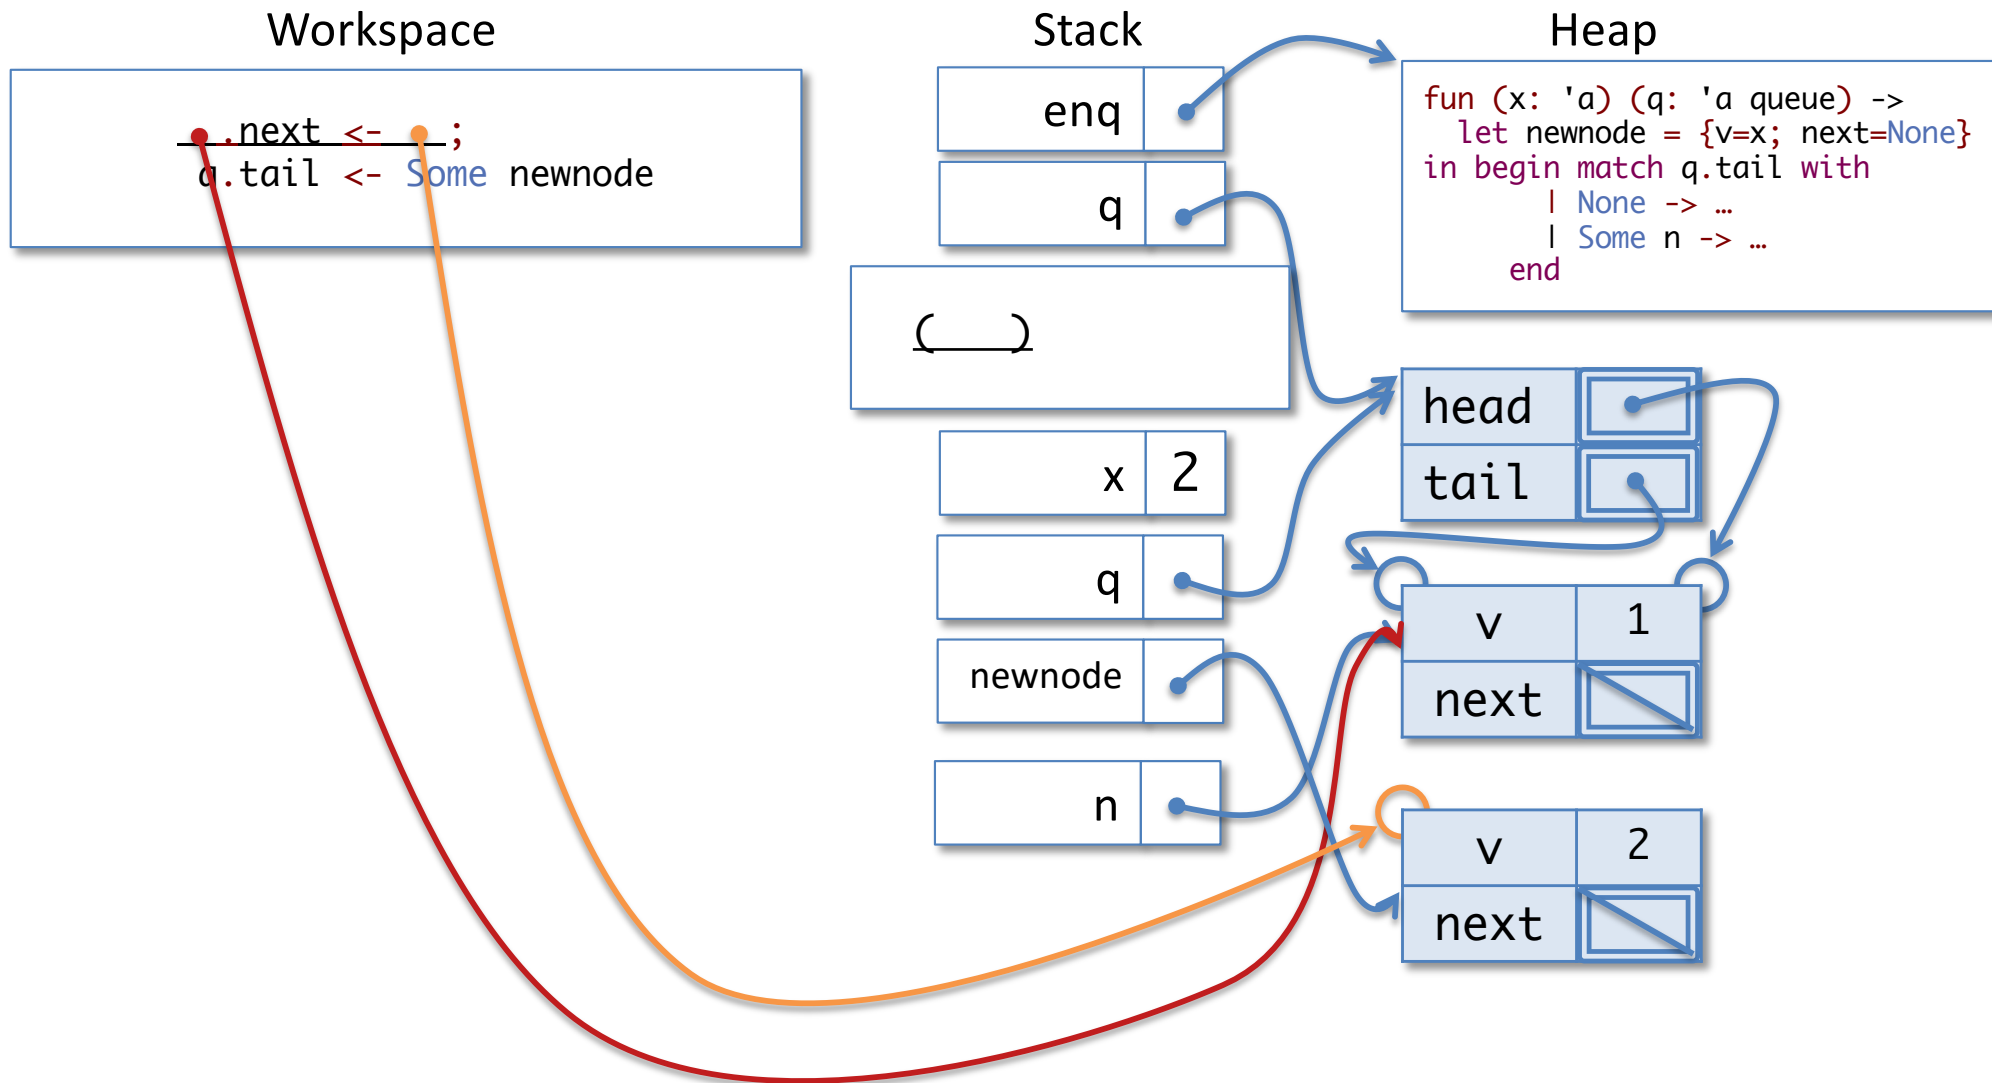 Workspace
Stack
Heap
.next <- ;
q.tail <- Some newnode
enq
q
( )
x 2
q
newnode
n
fun (x: 'a) (q: 'a queue) ->
let newnode = {v=x; next=None}
in begin match q.tail with
| None -> …
| Some n -> …
end
head
tail
v 1
next
v 2
next